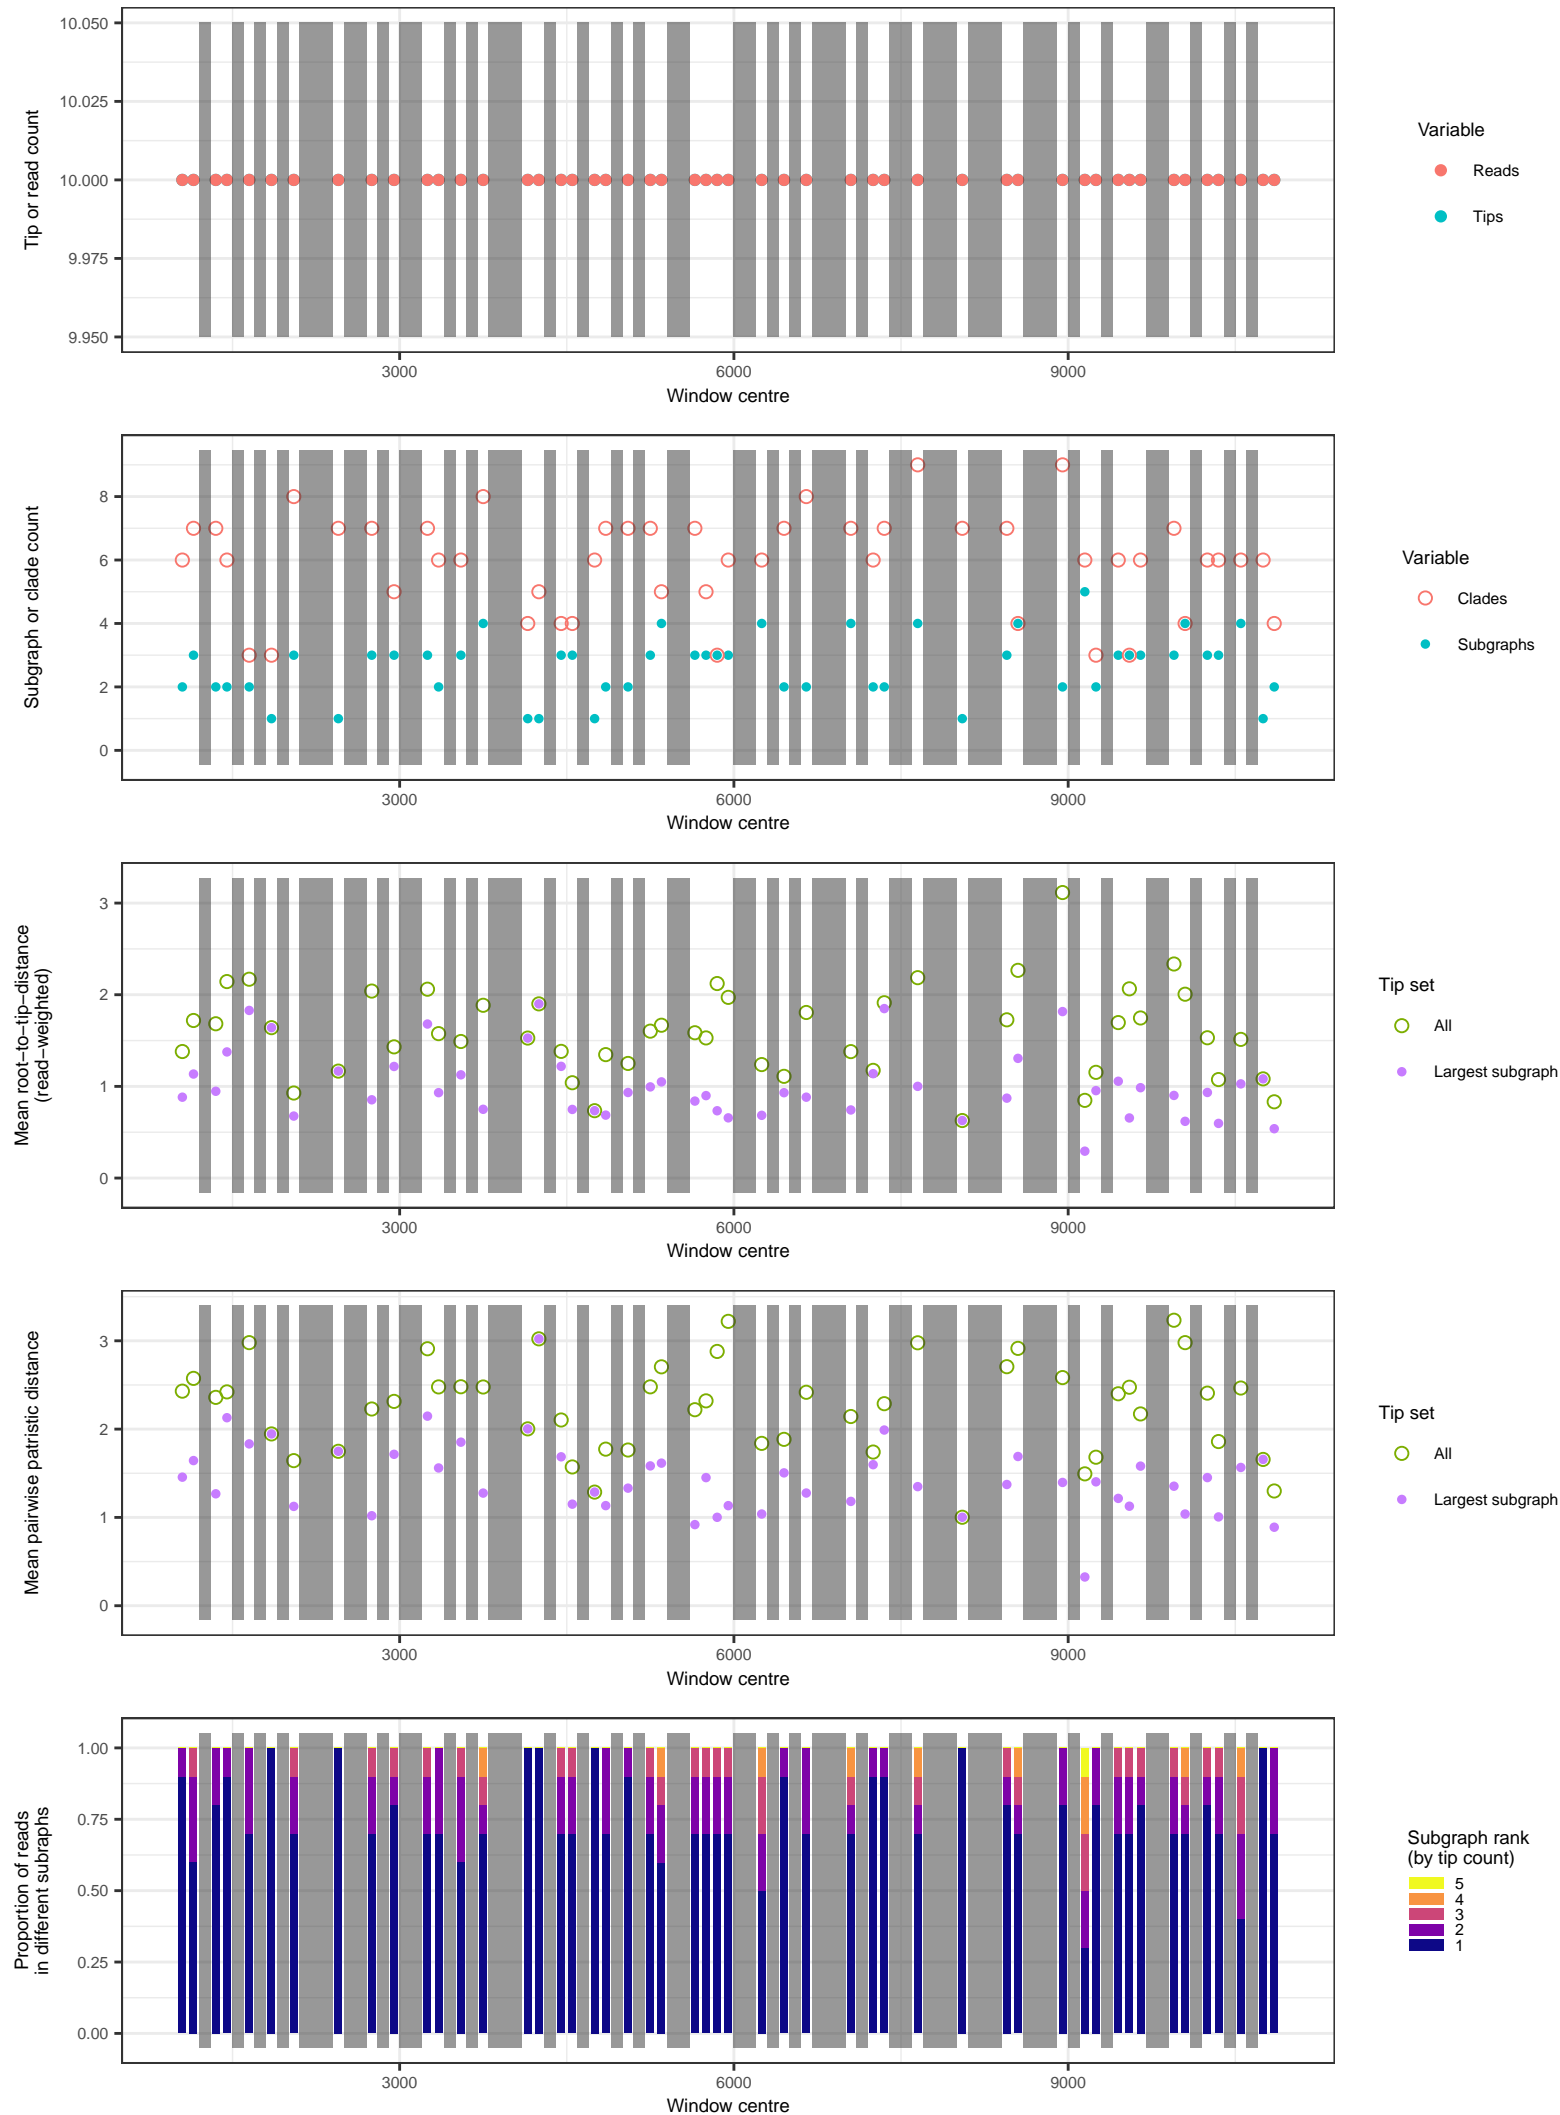 10.050
10.025
10.000
9.975
9.950
Tip or read count
3000
6000
9000
Window centre
Variable
Reads
Tips
8
6
4
2
0
Subgraph or clade count
3000
6000
9000
Window centre
Variable
Clades
Subgraphs
3
2
1
0
Mean root−to−tip−distance
(read−weighted)
3000
6000
9000
Window centre
Tip set
All
Largest subgraph
3
2
1
0
Mean pairwise patristic distance
3000
6000
9000
Window centre
Tip set
All
Largest subgraph
1.00
0.75
0.50
0.25
0.00
Proportion of reads
in different subraphs
3000
6000
9000
Window centre
Subgraph rank
(by tip count)
5
4
3
2
1